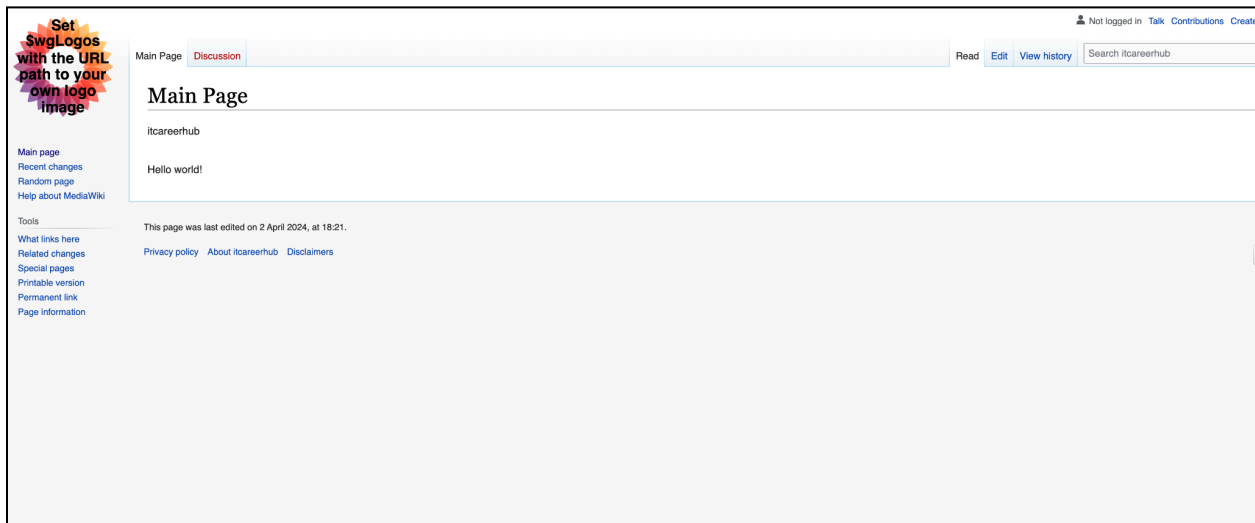 Set
$wgLogos
with the URL
path to your
own logo
image
Not logged in Talk Contributions Create
Main Page Discussion
Read Edit View history Search itcareerhub
Main Page
itcareerhub
Hello world!
Main page
Recent changes
Random page
Help about MediaWiki
Tools
What links here
Related changes
Special pages
Printable version
Permanent link
Page information
This page was last edited on 2 April 2024, at 18:21.
Privacy policy About itcareerhub Disclaimers